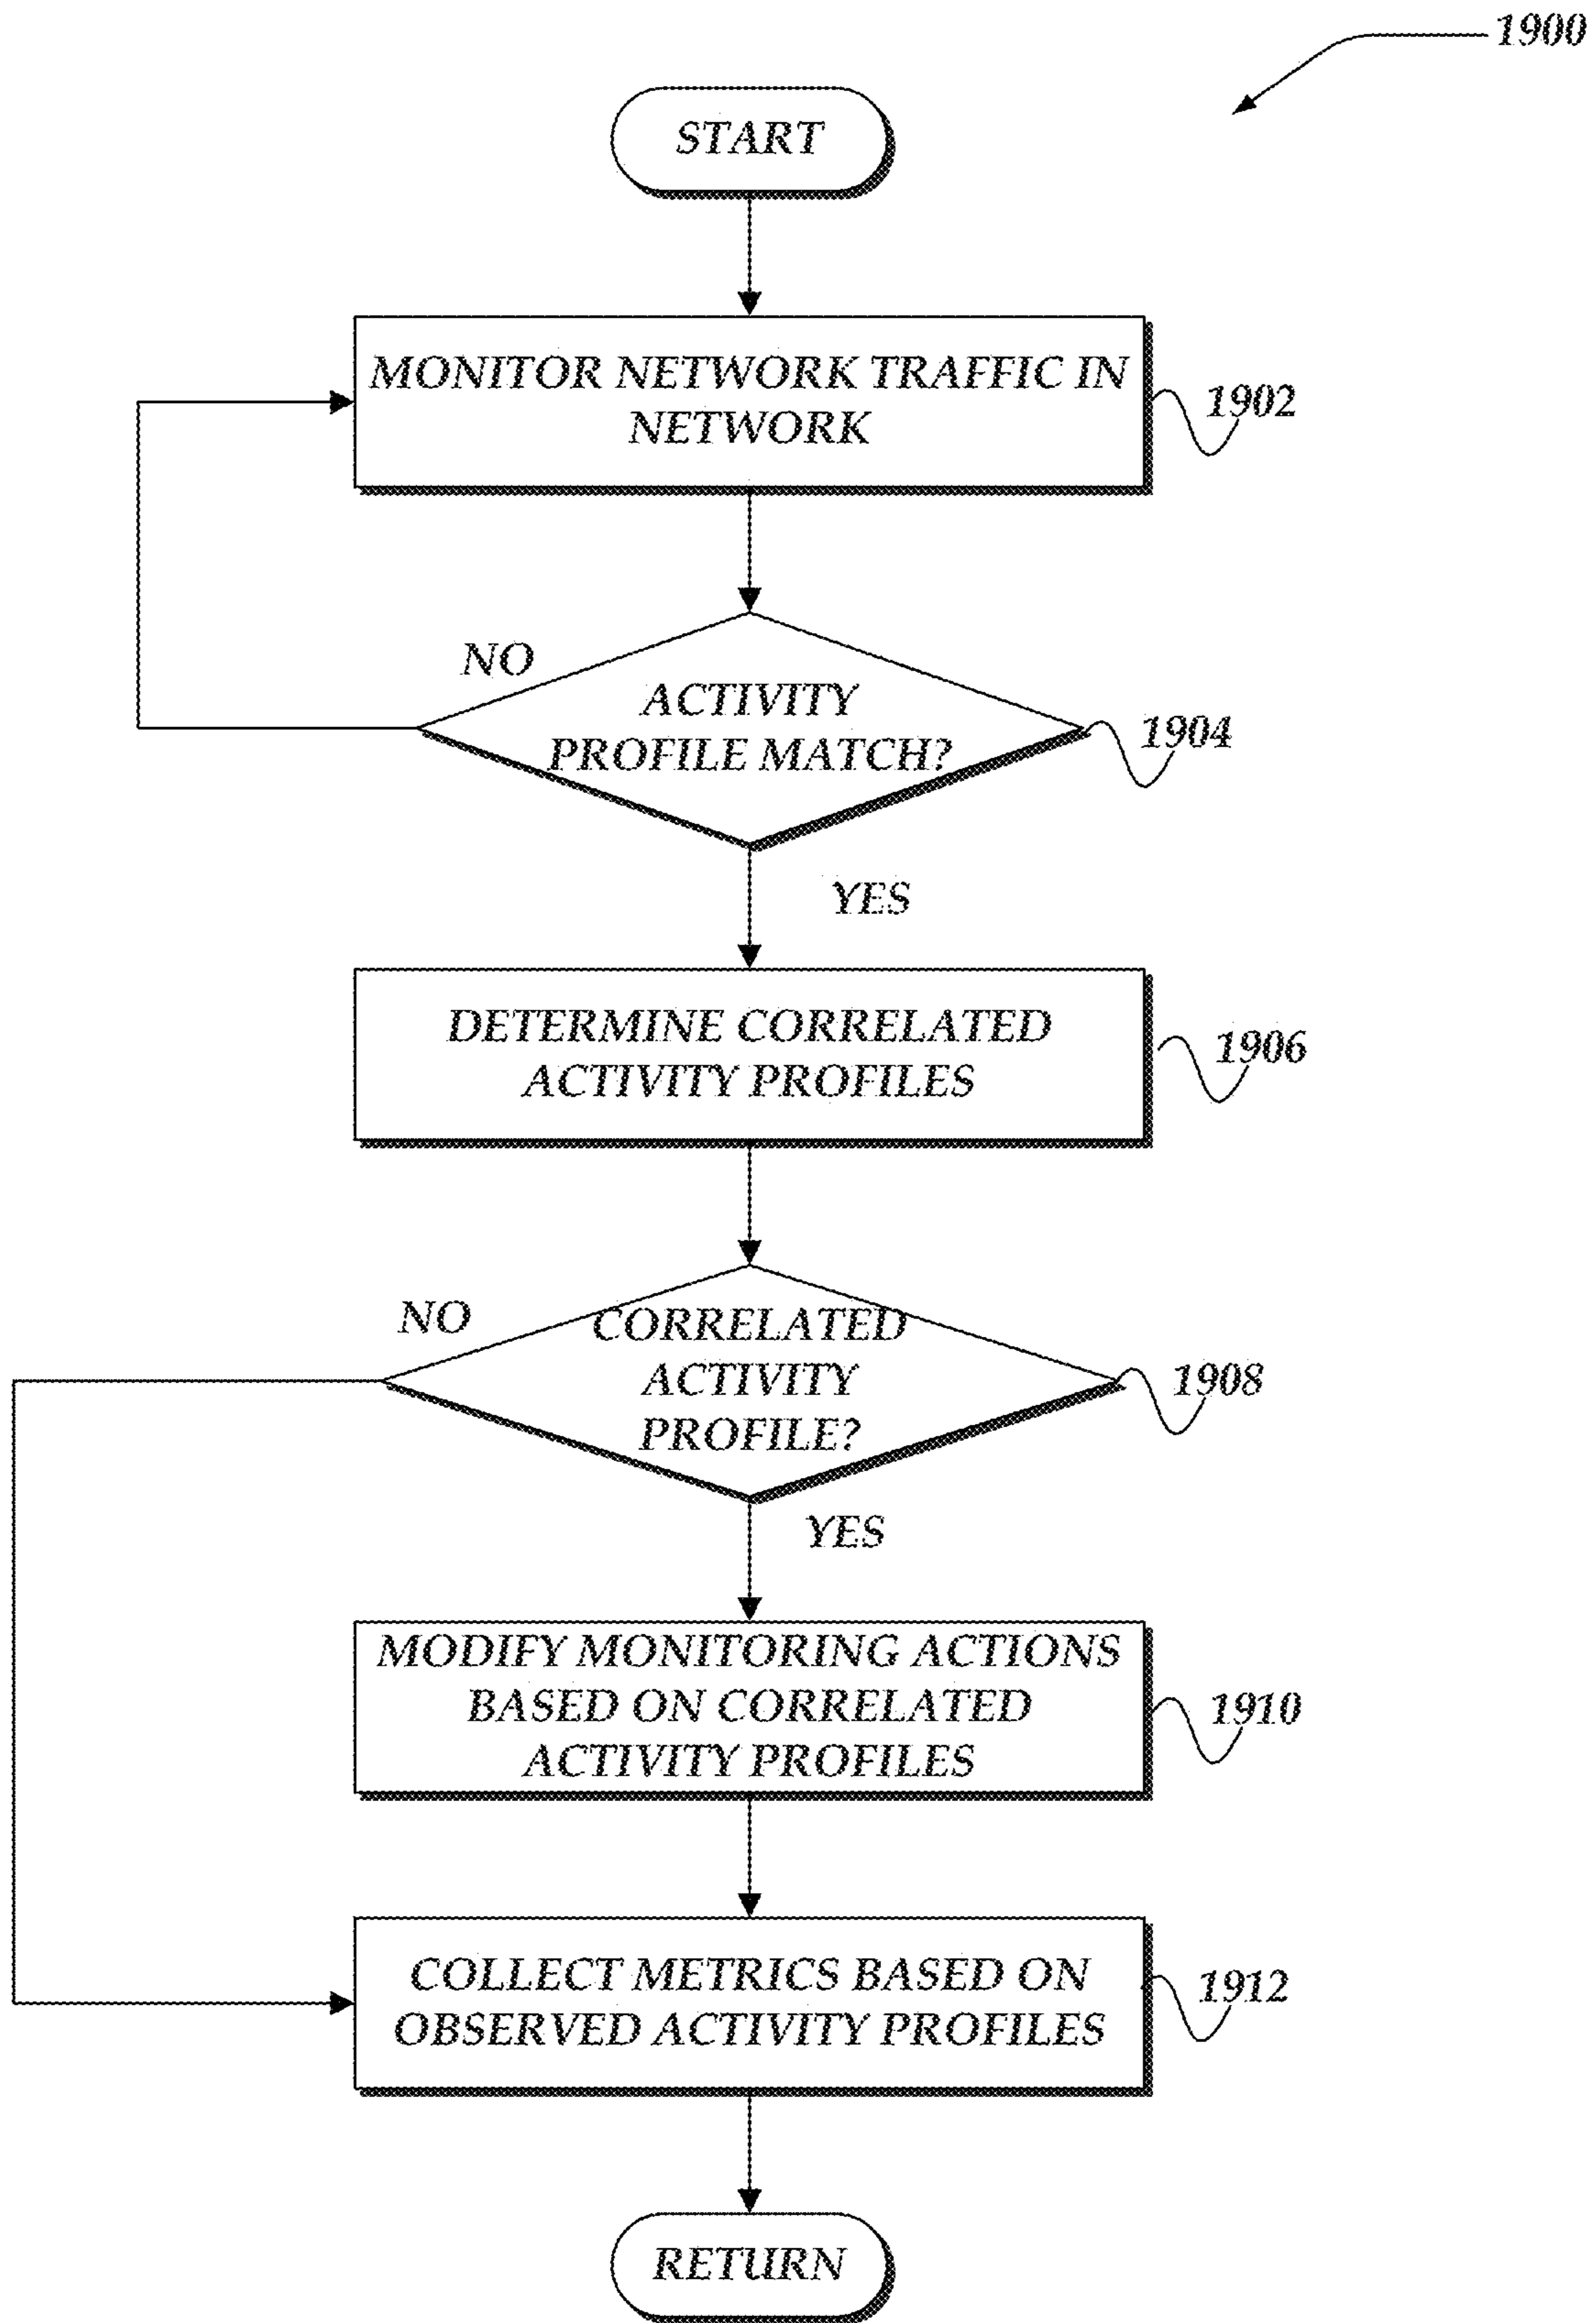 1900
START
MONITOR NETWORK TRAFFIC IN
NETWORK
1902
NO
ACTIVITY
PROFILE MATCH?
1904
YES
DETERMINE CORRELATED
ACTIVITY PROFILES
1906
NO
CORRELATED
ACTIVITY
PROFILE?
1908
YES
MODIFY MONITORING ACTIONS
BASED ON CORRELATED
ACTIVITY PROFILES
1910
COLLECT METRICS BASED ON
OBSERVED ACTIVITY PROFILES
1912
RETURN